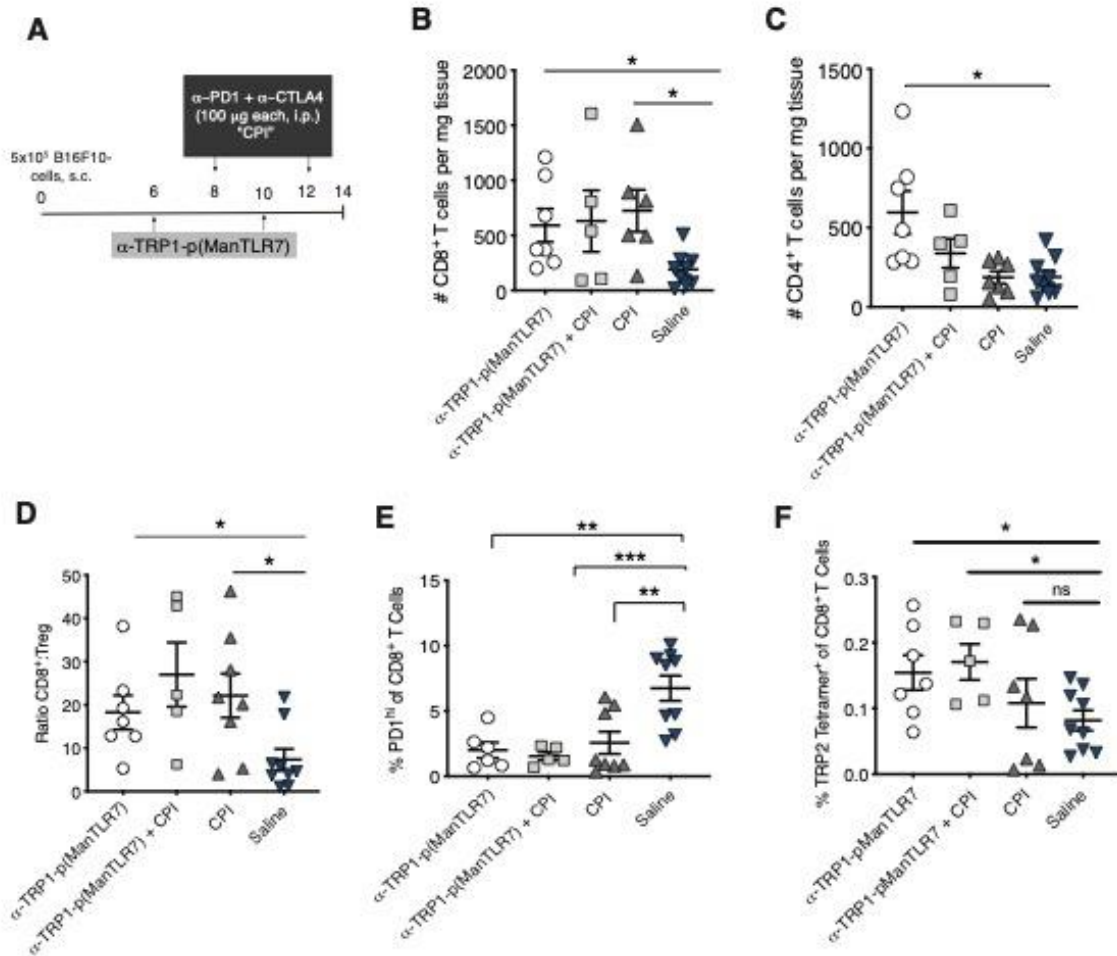 A
α-PD1 + α-CTLA4
(100 μg each, i.p.)
"CPI"
5x10⁵ B16F10-
cells, s.c.
0
6
8
10
12
14
α-TRP1-p(ManTLR7)
B
# CD8⁺ T cells per mg tissue
2000
1500
1000
500
0
*
*
α-TRP1-p(ManTLR7)
α-TRP1-p(ManTLR7) + CPI
CPI
Saline
C
# CD4⁺ T cells per mg tissue
1500
1000
500
0
*
α-TRP1-p(ManTLR7)
α-TRP1-p(ManTLR7) + CPI
CPI
Saline
D
Ratio CD8⁺:Treg
50
40
30
20
10
0
*
*
α-TRP1-p(ManTLR7)
α-TRP1-p(ManTLR7) + CPI
CPI
Saline
E
% PD1ʰⁱ of CD8⁺ T Cells
15
10
5
0
**
***
**
α-TRP1-p(ManTLR7)
α-TRP1-p(ManTLR7) + CPI
CPI
Saline
F
% TRP2 Tetramer⁺ of CD8⁺ T Cells
0.3
0.2
0.1
0.0
*
*
ns
α-TRP1-pManTLR7
α-TRP1-pManTLR7 + CPI
CPI
Saline